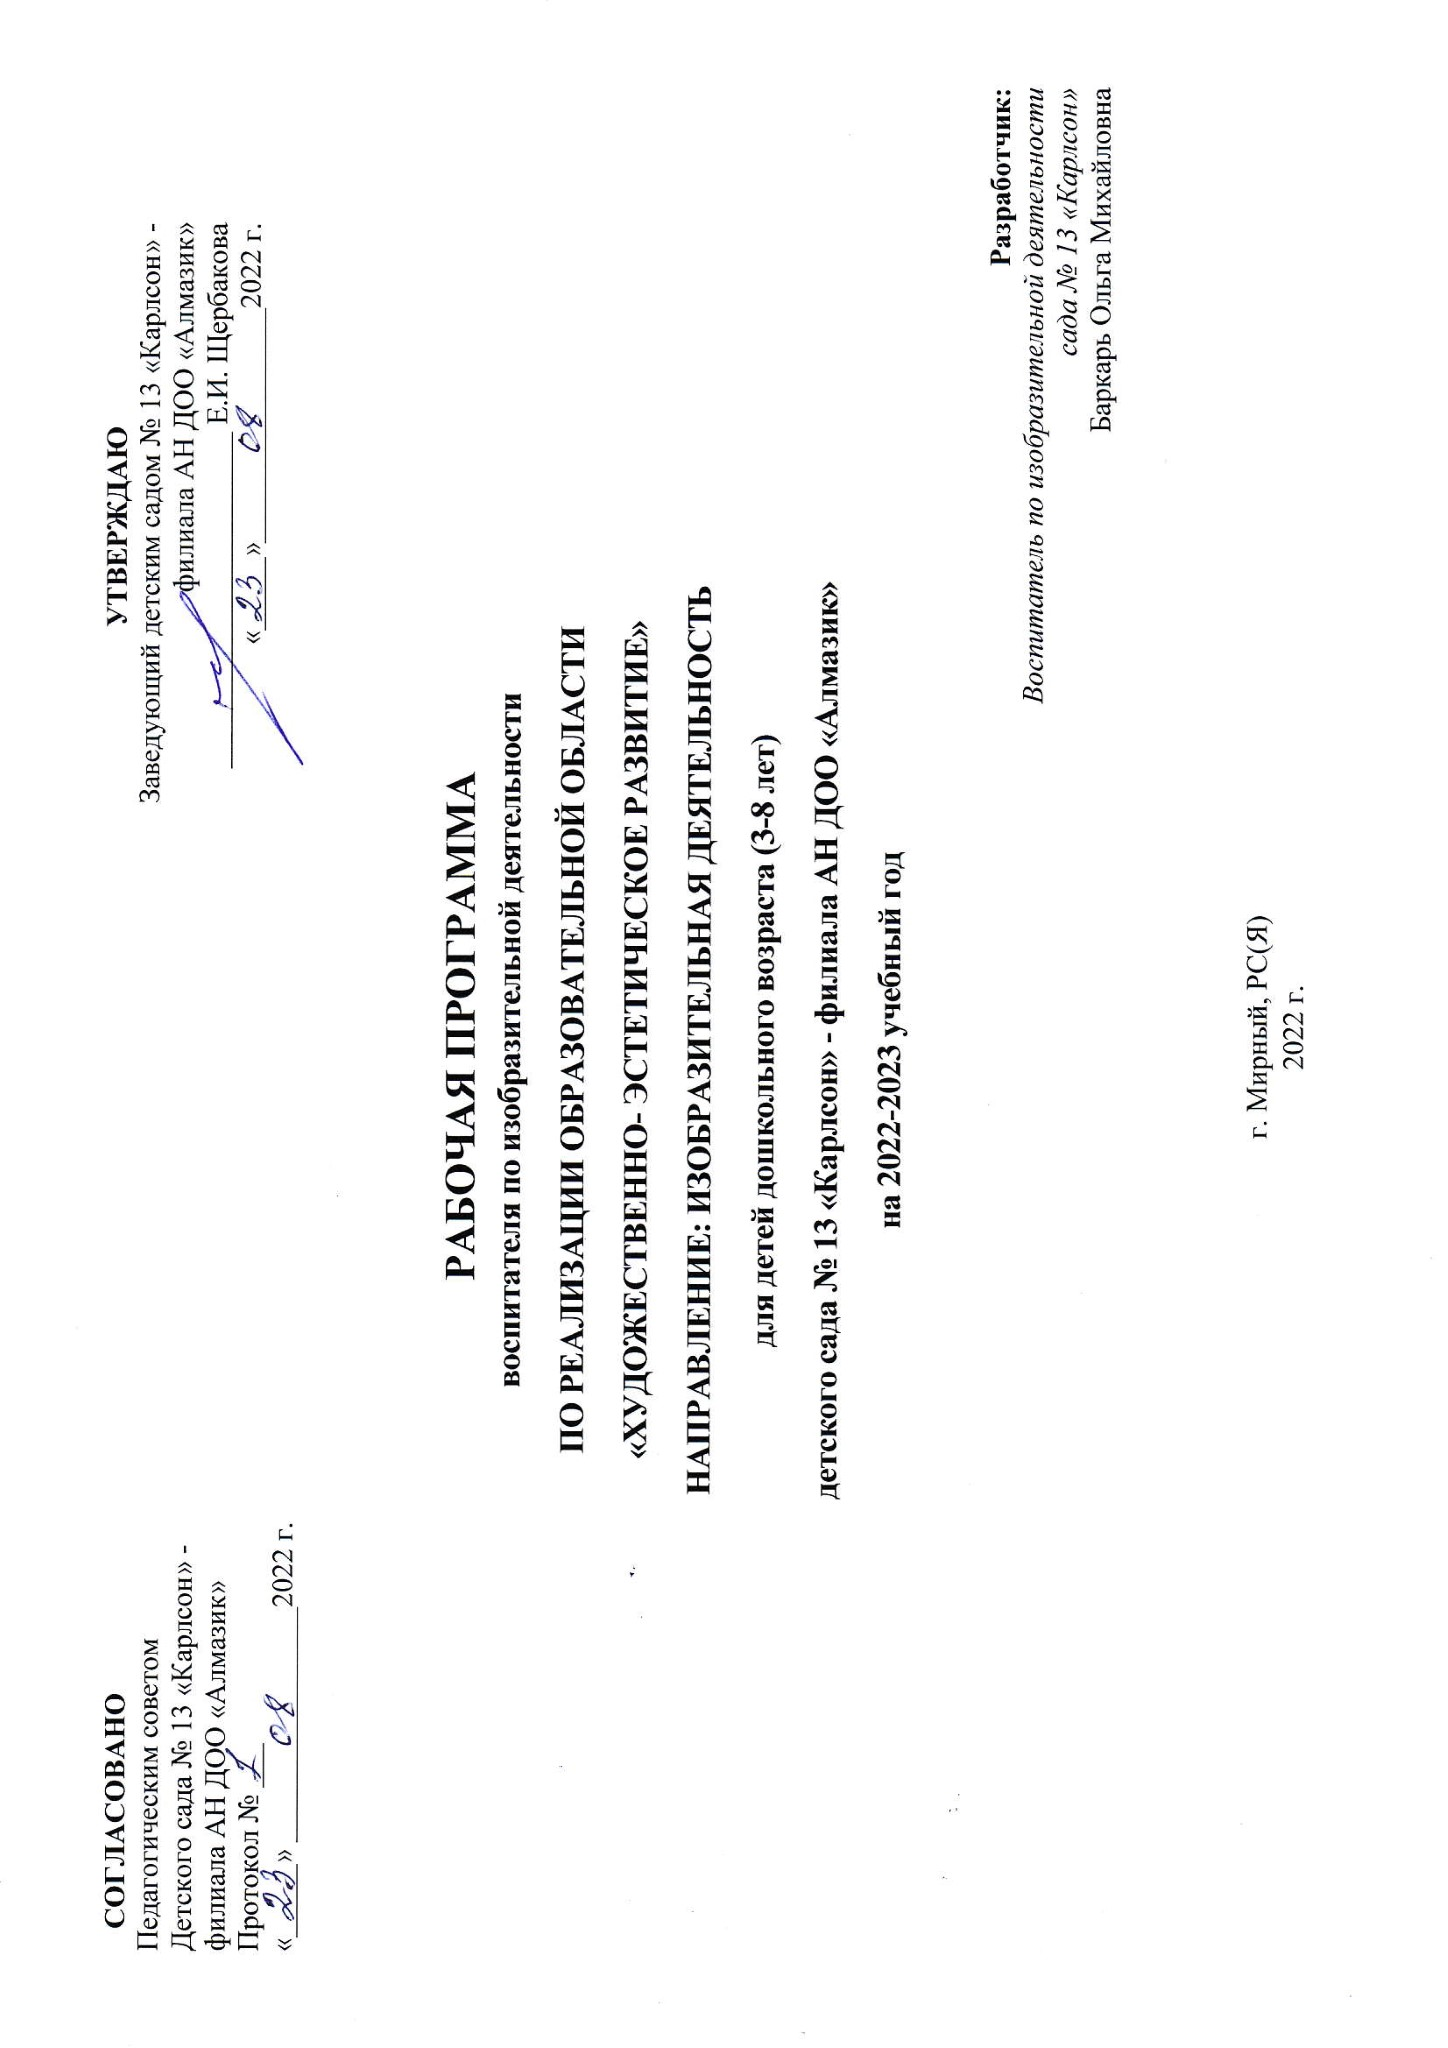 СОГЛАСОВАНО
Педагогическим советом
Детского сада № 13 «Карлсон» -
филиала АН ДОО «Алмазик»
Протокол № 1
«23» 08 2022 г.
УТВЕРЖДАЮ
Заведующий детским садом № 13 «Карлсон» -
филиала АН ДОО «Алмазик»
Е.И. Щербакова
«23» 08 2022 г.
РАБОЧАЯ ПРОГРАММА
воспитателя по изобразительной деятельности
ПО РЕАЛИЗАЦИИ ОБРАЗОВАТЕЛЬНОЙ ОБЛАСТИ
«ХУДОЖЕСТВЕННО- ЭСТЕТИЧЕСКОЕ РАЗВИТИЕ»
НАПРАВЛЕНИЕ: ИЗОБРАЗИТЕЛЬНАЯ ДЕЯТЕЛЬНОСТЬ
для детей дошкольного возраста (3-8 лет)
детского сада № 13 «Карлсон» - филиала АН ДОО «Алмазик»
на 2022-2023 учебный год
Разработчик:
Воспитатель по изобразительной деятельности
сада № 13 «Карлсон»
Баркарь Ольга Михайловна
г. Мирный, РС(Я)
2022 г.